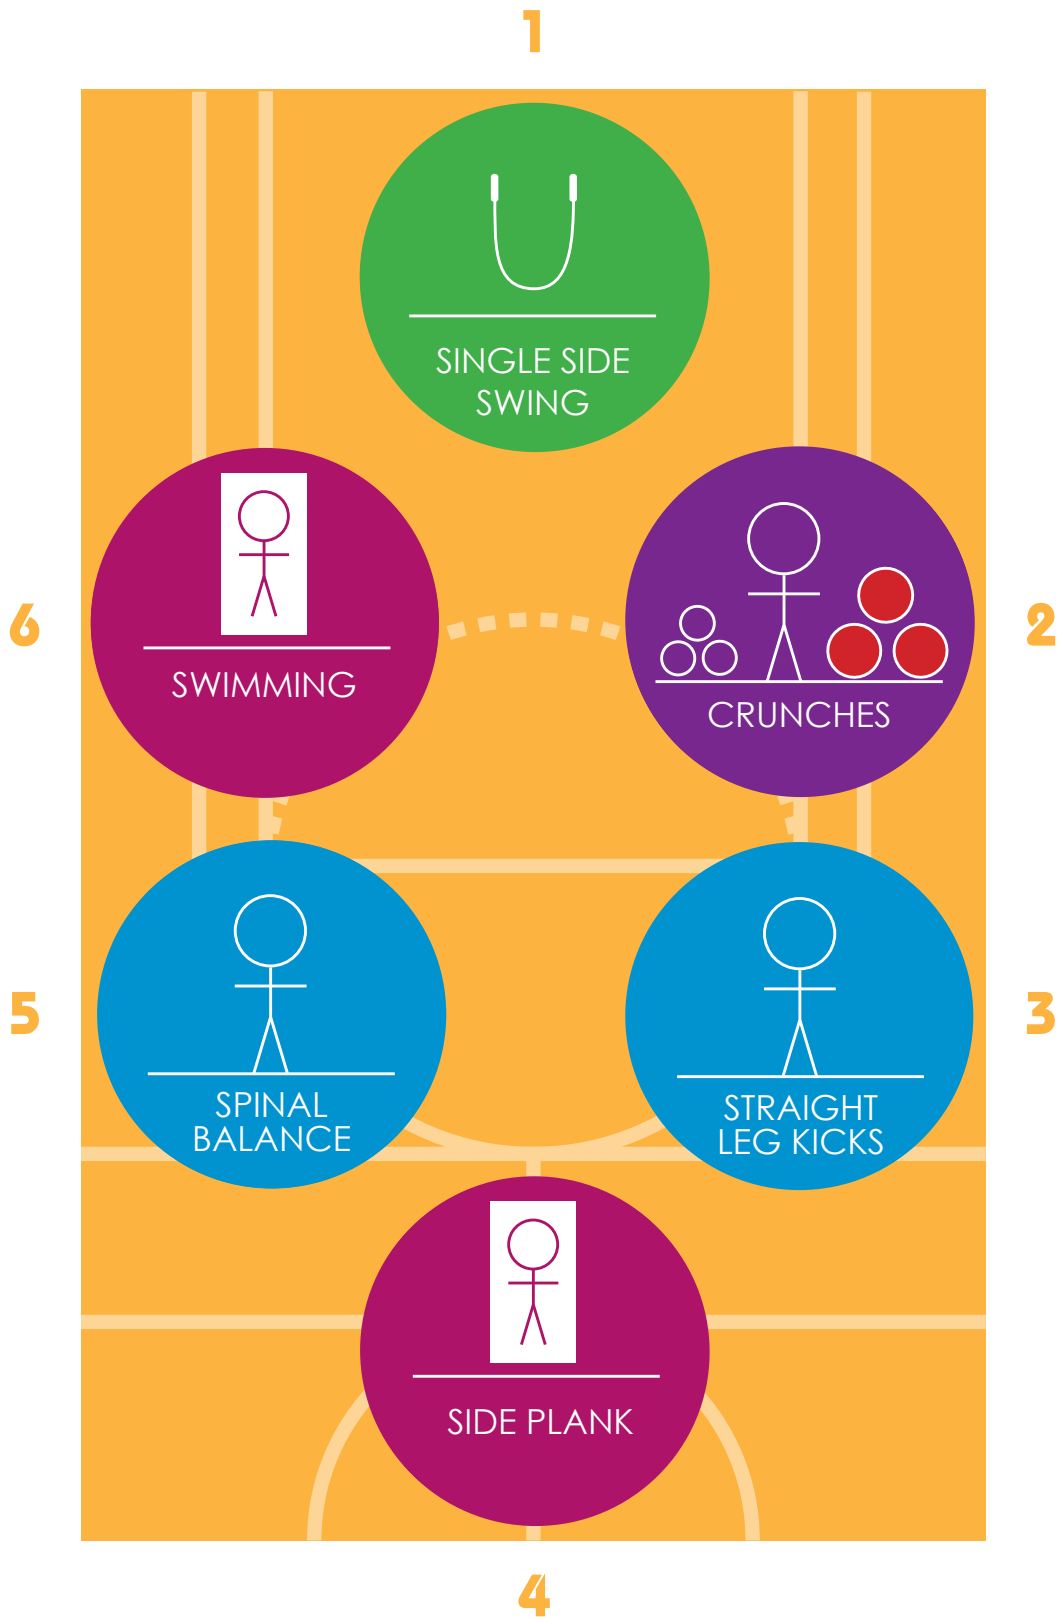 1
SINGLE SIDE
SWING
6
SWIMMING
2
CRUNCHES
5
SPINAL
BALANCE
3
STRAIGHT
LEG KICKS
SIDE PLANK
4